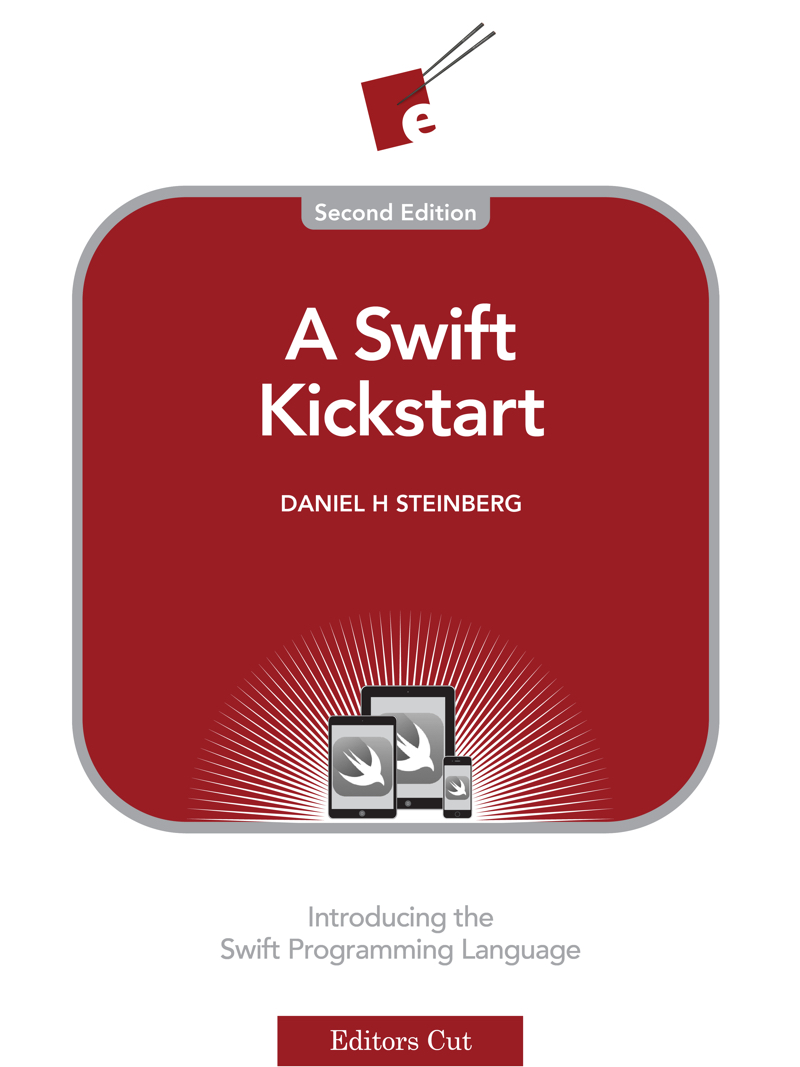 e
Second Edition
A Swift
Kickstart
DANIEL H STEINBERG
Introducing the
Swift Programming Language
Editors Cut